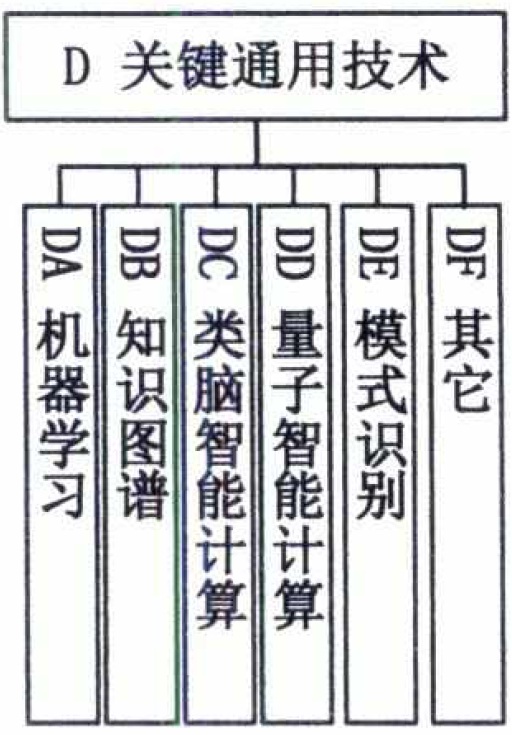 D 关键通用技术
DA 机器学习
DB 知识图谱
DC 类脑智能计算
DD 量子智能计算
DE 模式识别
DF 其它